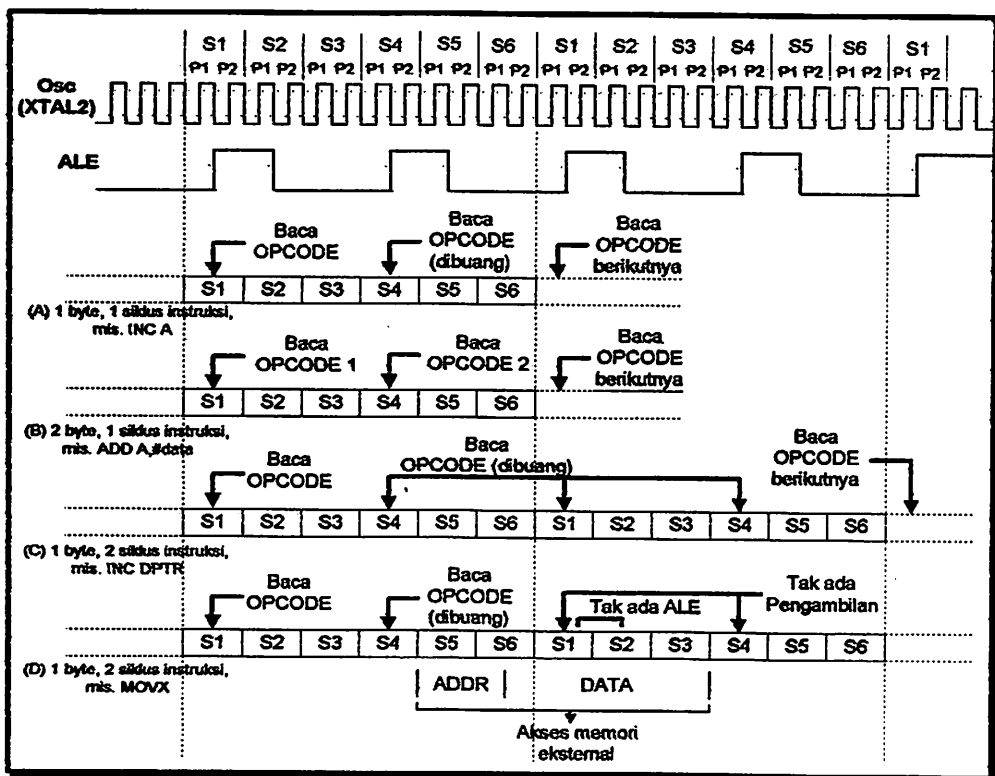 S1 S2 S3 S4 S5 S6 S1 S2 S3 S4 S5 S6 S1
P1 P2 P1 P2 P1 P2 P1 P2 P1 P2 P1 P2 P1 P2 P1 P2 P1 P2 P1 P2 P1 P2 P1 P2 P1 P2
Osc
(XTAL2)
ALE
Baca
OPCODE
Baca
OPCODE
(dibuang)
Baca
OPCODE
berikutnya
S1 S2 S3 S4 S5 S6
(A) 1 byte, 1 siklus instruksi,
mis. INC A
Baca
OPCODE 1
Baca
OPCODE 2
Baca
OPCODE
berikutnya
S1 S2 S3 S4 S5 S6
(B) 2 byte, 1 siklus instruksi,
mis. ADD A,#data
Baca
OPCODE
Baca
OPCODE (dibuang)
Baca
OPCODE
berikutnya
S1 S2 S3 S4 S5 S6 S1 S2 S3 S4 S5 S6
(C) 1 byte, 2 siklus instruksi,
mis. INC DPTR
Baca
OPCODE
Baca
OPCODE
(dibuang)
Tak ada ALE
Tak ada
Pengambilan
S1 S2 S3 S4 S5 S6 S1 S2 S3 S4 S5 S6
(D) 1 byte, 2 siklus instruksi,
mis. MOVX
ADDR DATA
Akses memori
eksternal